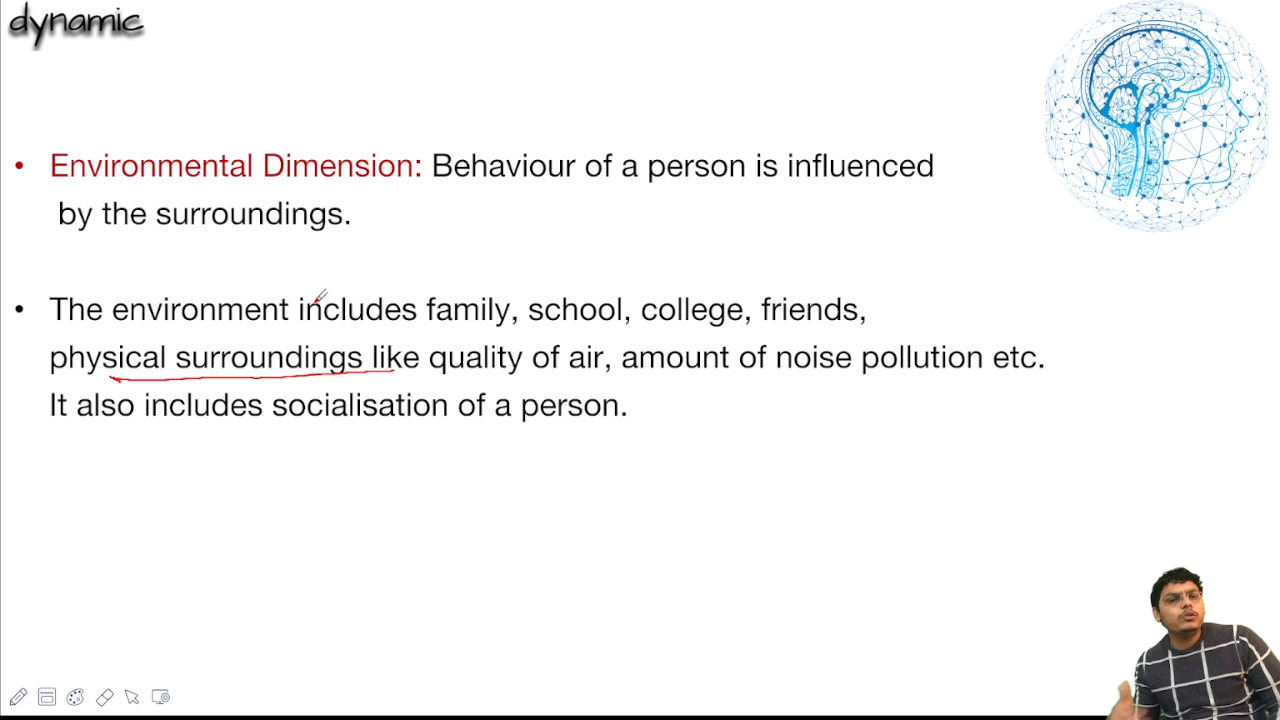 dynamic
• Environmental Dimension: Behaviour of a person is influenced
by the surroundings.
• The environment includes family, school, college, friends,
physical surroundings like quality of air, amount of noise pollution etc.
It also includes socialisation of a person.